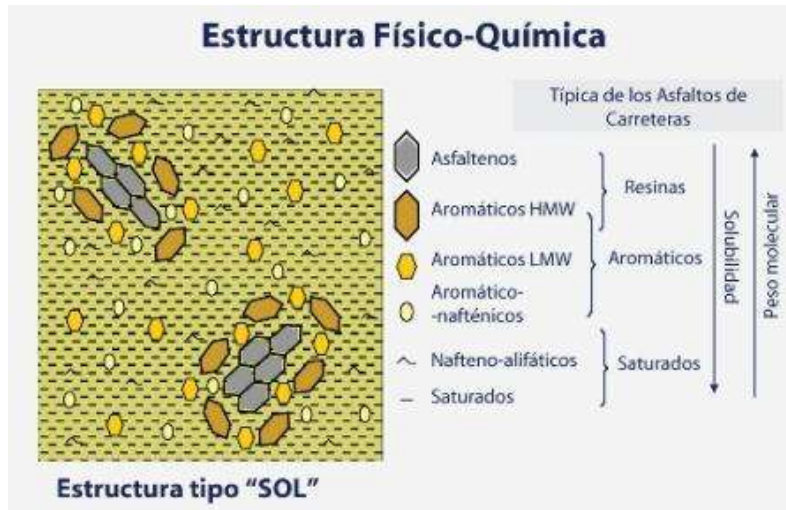 Estructura Físico-Química
Típica de los Asfaltos de
Carreteras
Asfaltenos
Resinas
Aromáticos HMW
Aromáticos LMW
Aromáticos
Aromático-
-nafténicos
Nafteno-alifáticos
Saturados
Saturados
Solubilidad
Peso molecular
Estructura tipo “SOL”